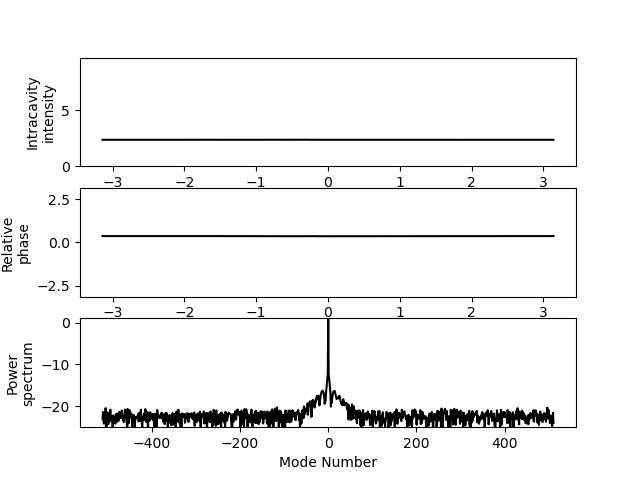 Intracavity
intensity
5
0
−3 −2 −1 0 1 2 3
Relative
phase
2.5
0.0
−2.5
−3 −2 −1 0 1 2 3
Power
spectrum
0
−10
−20
−400 −200 0 200 400
Mode Number